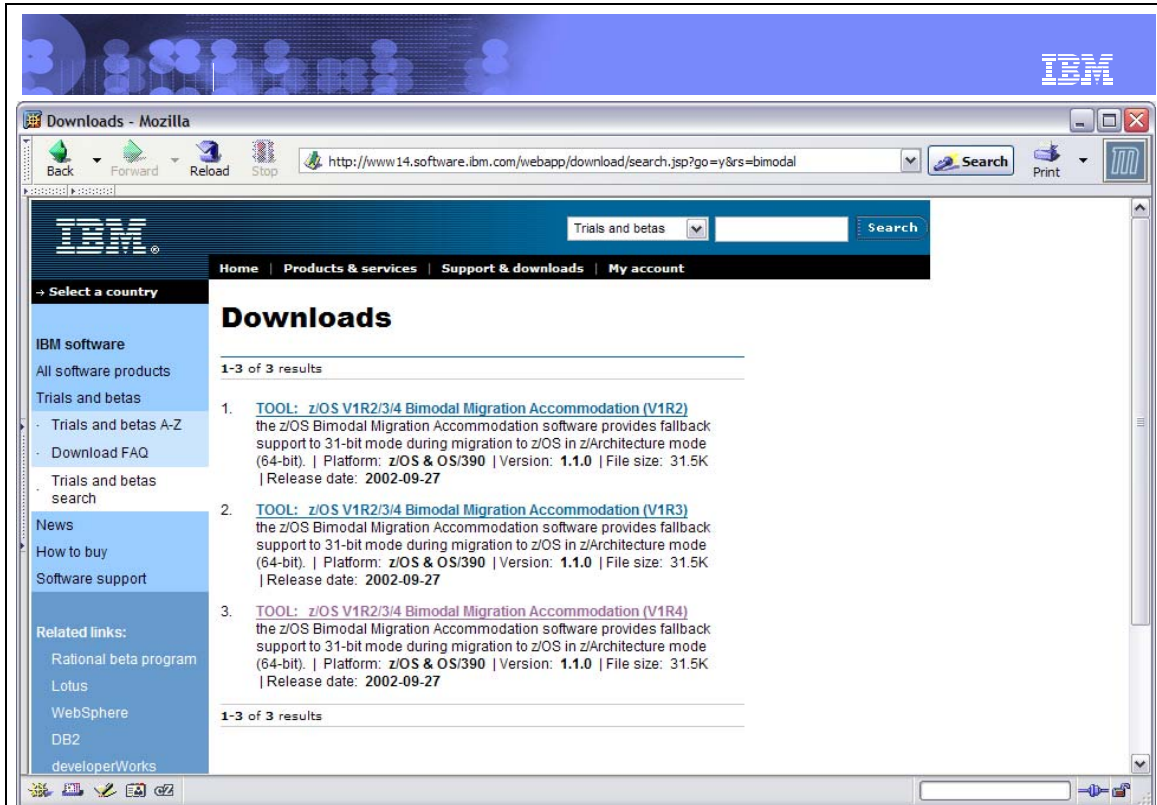 IBM
Downloads - Mozilla
Back
Forward
Reload
Stop
http://www14.software.ibm.com/webapp/download/search.jsp?go=y&rs=bimodal
Search
Print
IBM®
Trials and betas
Search
Home | Products & services | Support & downloads | My account
→ Select a country
Downloads
IBM software
All software products
Trials and betas
· Trials and betas A-Z
· Download FAQ
· Trials and betas
search
News
How to buy
Software support
Related links:
Rational beta program
Lotus
WebSphere
DB2
developerWorks
1-3 of 3 results
1. TOOL: z/OS V1R2/3/4 Bimodal Migration Accommodation (V1R2)
the z/OS Bimodal Migration Accommodation software provides fallback
support to 31-bit mode during migration to z/OS in z/Architecture mode
(64-bit). | Platform: z/OS & OS/390 | Version: 1.1.0 | File size: 31.5K
| Release date: 2002-09-27
2. TOOL: z/OS V1R2/3/4 Bimodal Migration Accommodation (V1R3)
the z/OS Bimodal Migration Accommodation software provides fallback
support to 31-bit mode during migration to z/OS in z/Architecture mode
(64-bit). | Platform: z/OS & OS/390 | Version: 1.1.0 | File size: 31.5K
| Release date: 2002-09-27
3. TOOL: z/OS V1R2/3/4 Bimodal Migration Accommodation (V1R4)
the z/OS Bimodal Migration Accommodation software provides fallback
support to 31-bit mode during migration to z/OS in z/Architecture mode
(64-bit). | Platform: z/OS & OS/390 | Version: 1.1.0 | File size: 31.5K
| Release date: 2002-09-27
1-3 of 3 results